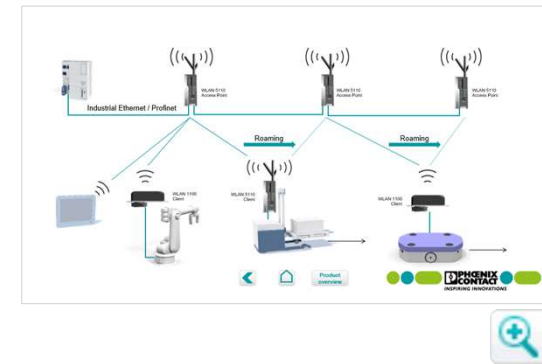 WLAN 5110
Access Point
WLAN 5110
Access Point
WLAN 5110
Access Point
Industrial Ethernet / Profinet
Roaming
Roaming
WLAN 1100
Client
WLAN 5110
Client
WLAN 1100
Client
Product
overview
PHŒNIX
CONTACT
INSPIRING INNOVATIONS